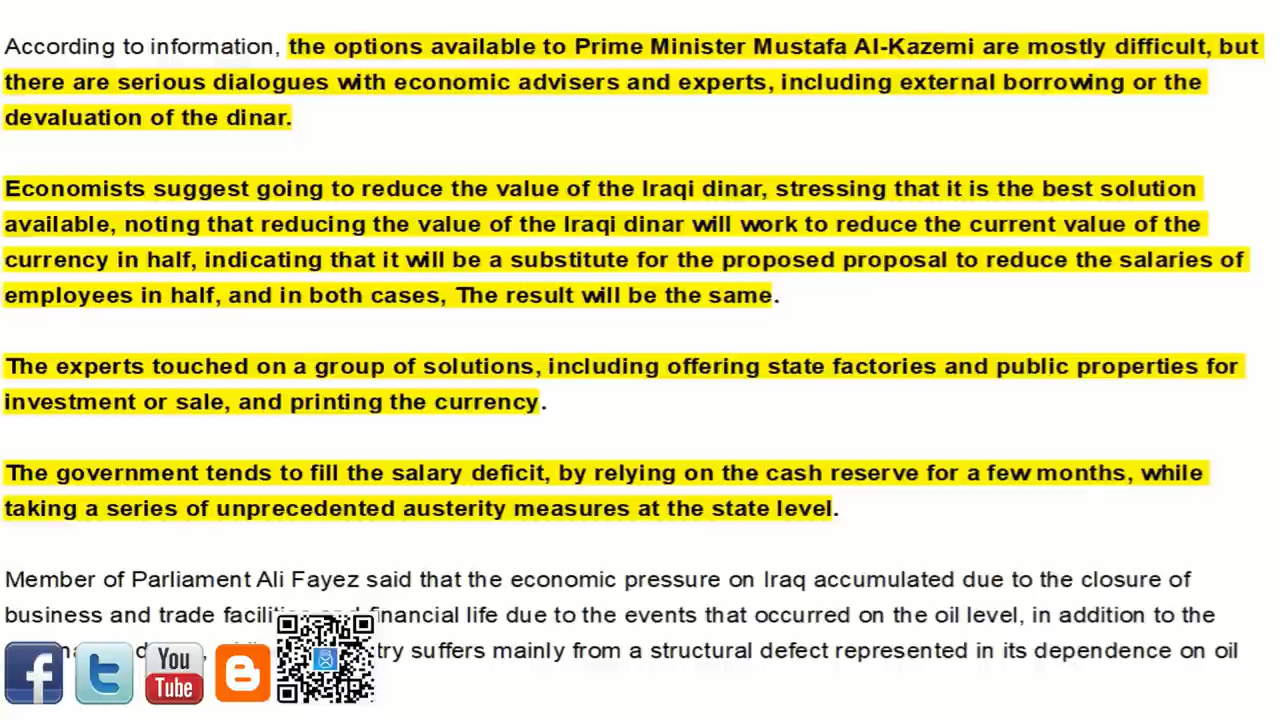 According to information, the options available to Prime Minister Mustafa Al-Kazemi are mostly difficult, but
there are serious dialogues with economic advisers and experts, including external borrowing or the
devaluation of the dinar.
Economists suggest going to reduce the value of the Iraqi dinar, stressing that it is the best solution
available, noting that reducing the value of the Iraqi dinar will work to reduce the current value of the
currency in half, indicating that it will be a substitute for the proposed proposal to reduce the salaries of
employees in half, and in both cases, The result will be the same.
The experts touched on a group of solutions, including offering state factories and public properties for
investment or sale, and printing the currency.
The government tends to fill the salary deficit, by relying on the cash reserve for a few months, while
taking a series of unprecedented austerity measures at the state level.
Member of Parliament Ali Fayez said that the economic pressure on Iraq accumulated due to the closure of
business and trade financial life due to the events that occurred on the oil level, in addition to the
suffers mainly from a structural defect represented in its dependence on oil
You
Tube